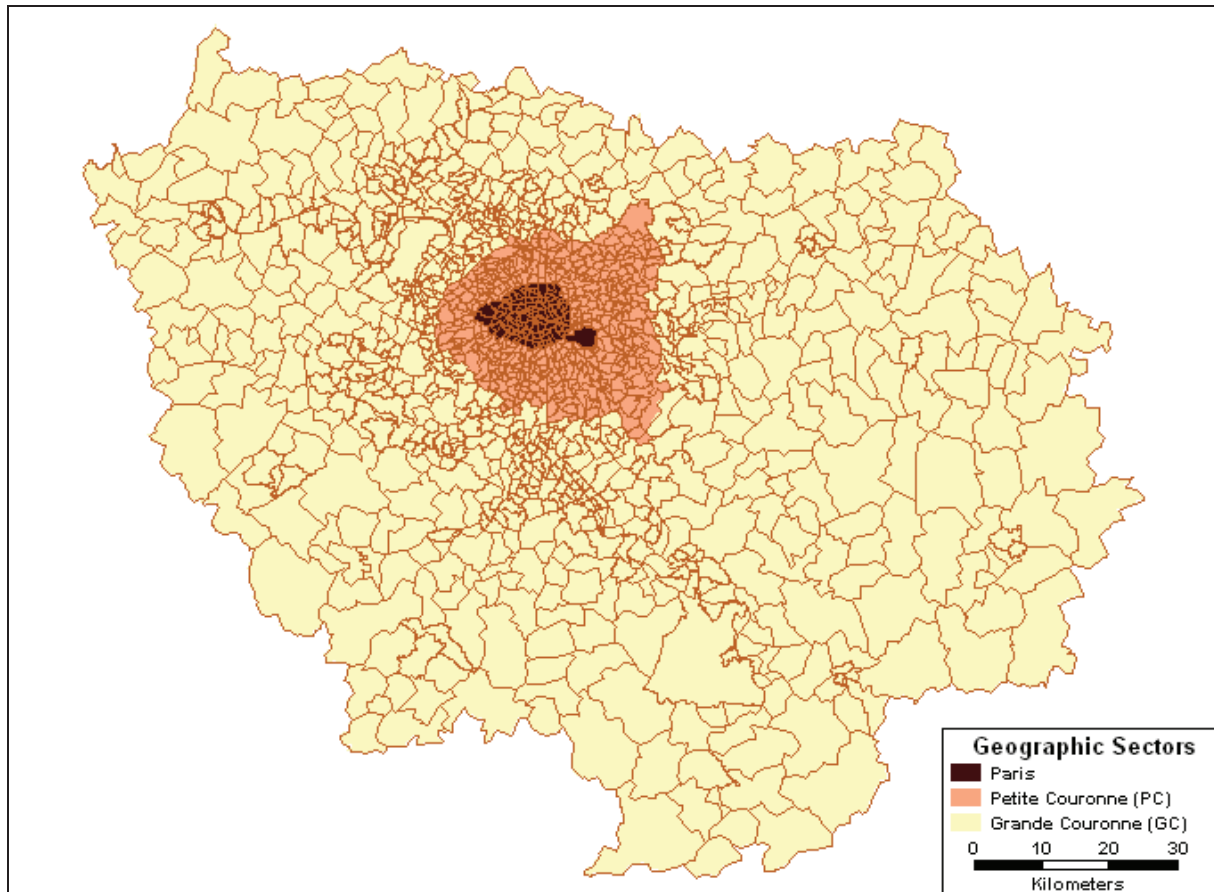 Geographic Sectors
Paris
Petite Couronne (PC)
Grande Couronne (GC)
0 10 20 30
Kilometers